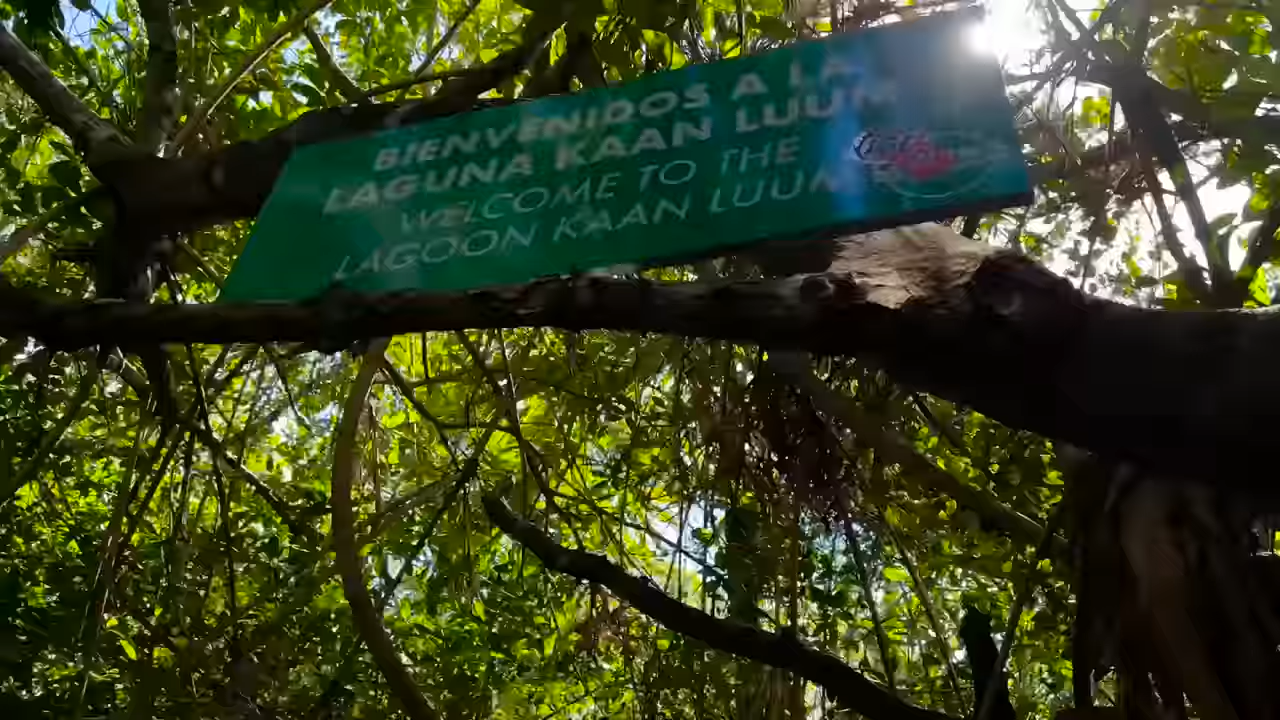 BIENVENIDOS A LA
LAGUNA KAAN LUUM
WELCOME TO THE
LAGOON KAAN LUUM